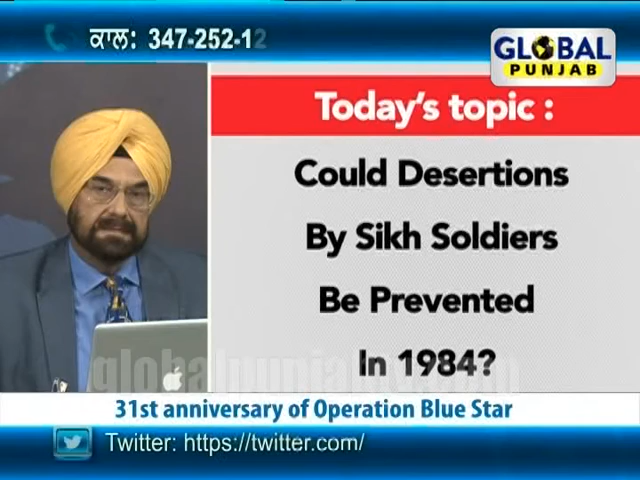 ਕਾਲ: 347-252-12
GLOBAL
PUNJAB
Today's topic :
Could Desertions
By Sikh Soldiers
Be Prevented
In 1984?
31st anniversary of Operation Blue Star
Twitter: https://twitter.com/